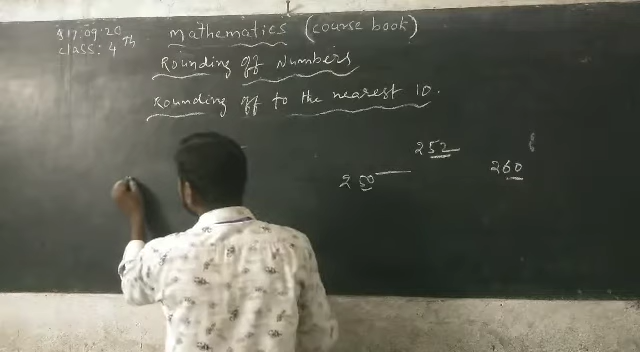 17.09.20 Mathematics (course book)
class: 4th
Rounding off Numbers
Rounding off to the nearest 10.
252
250 260